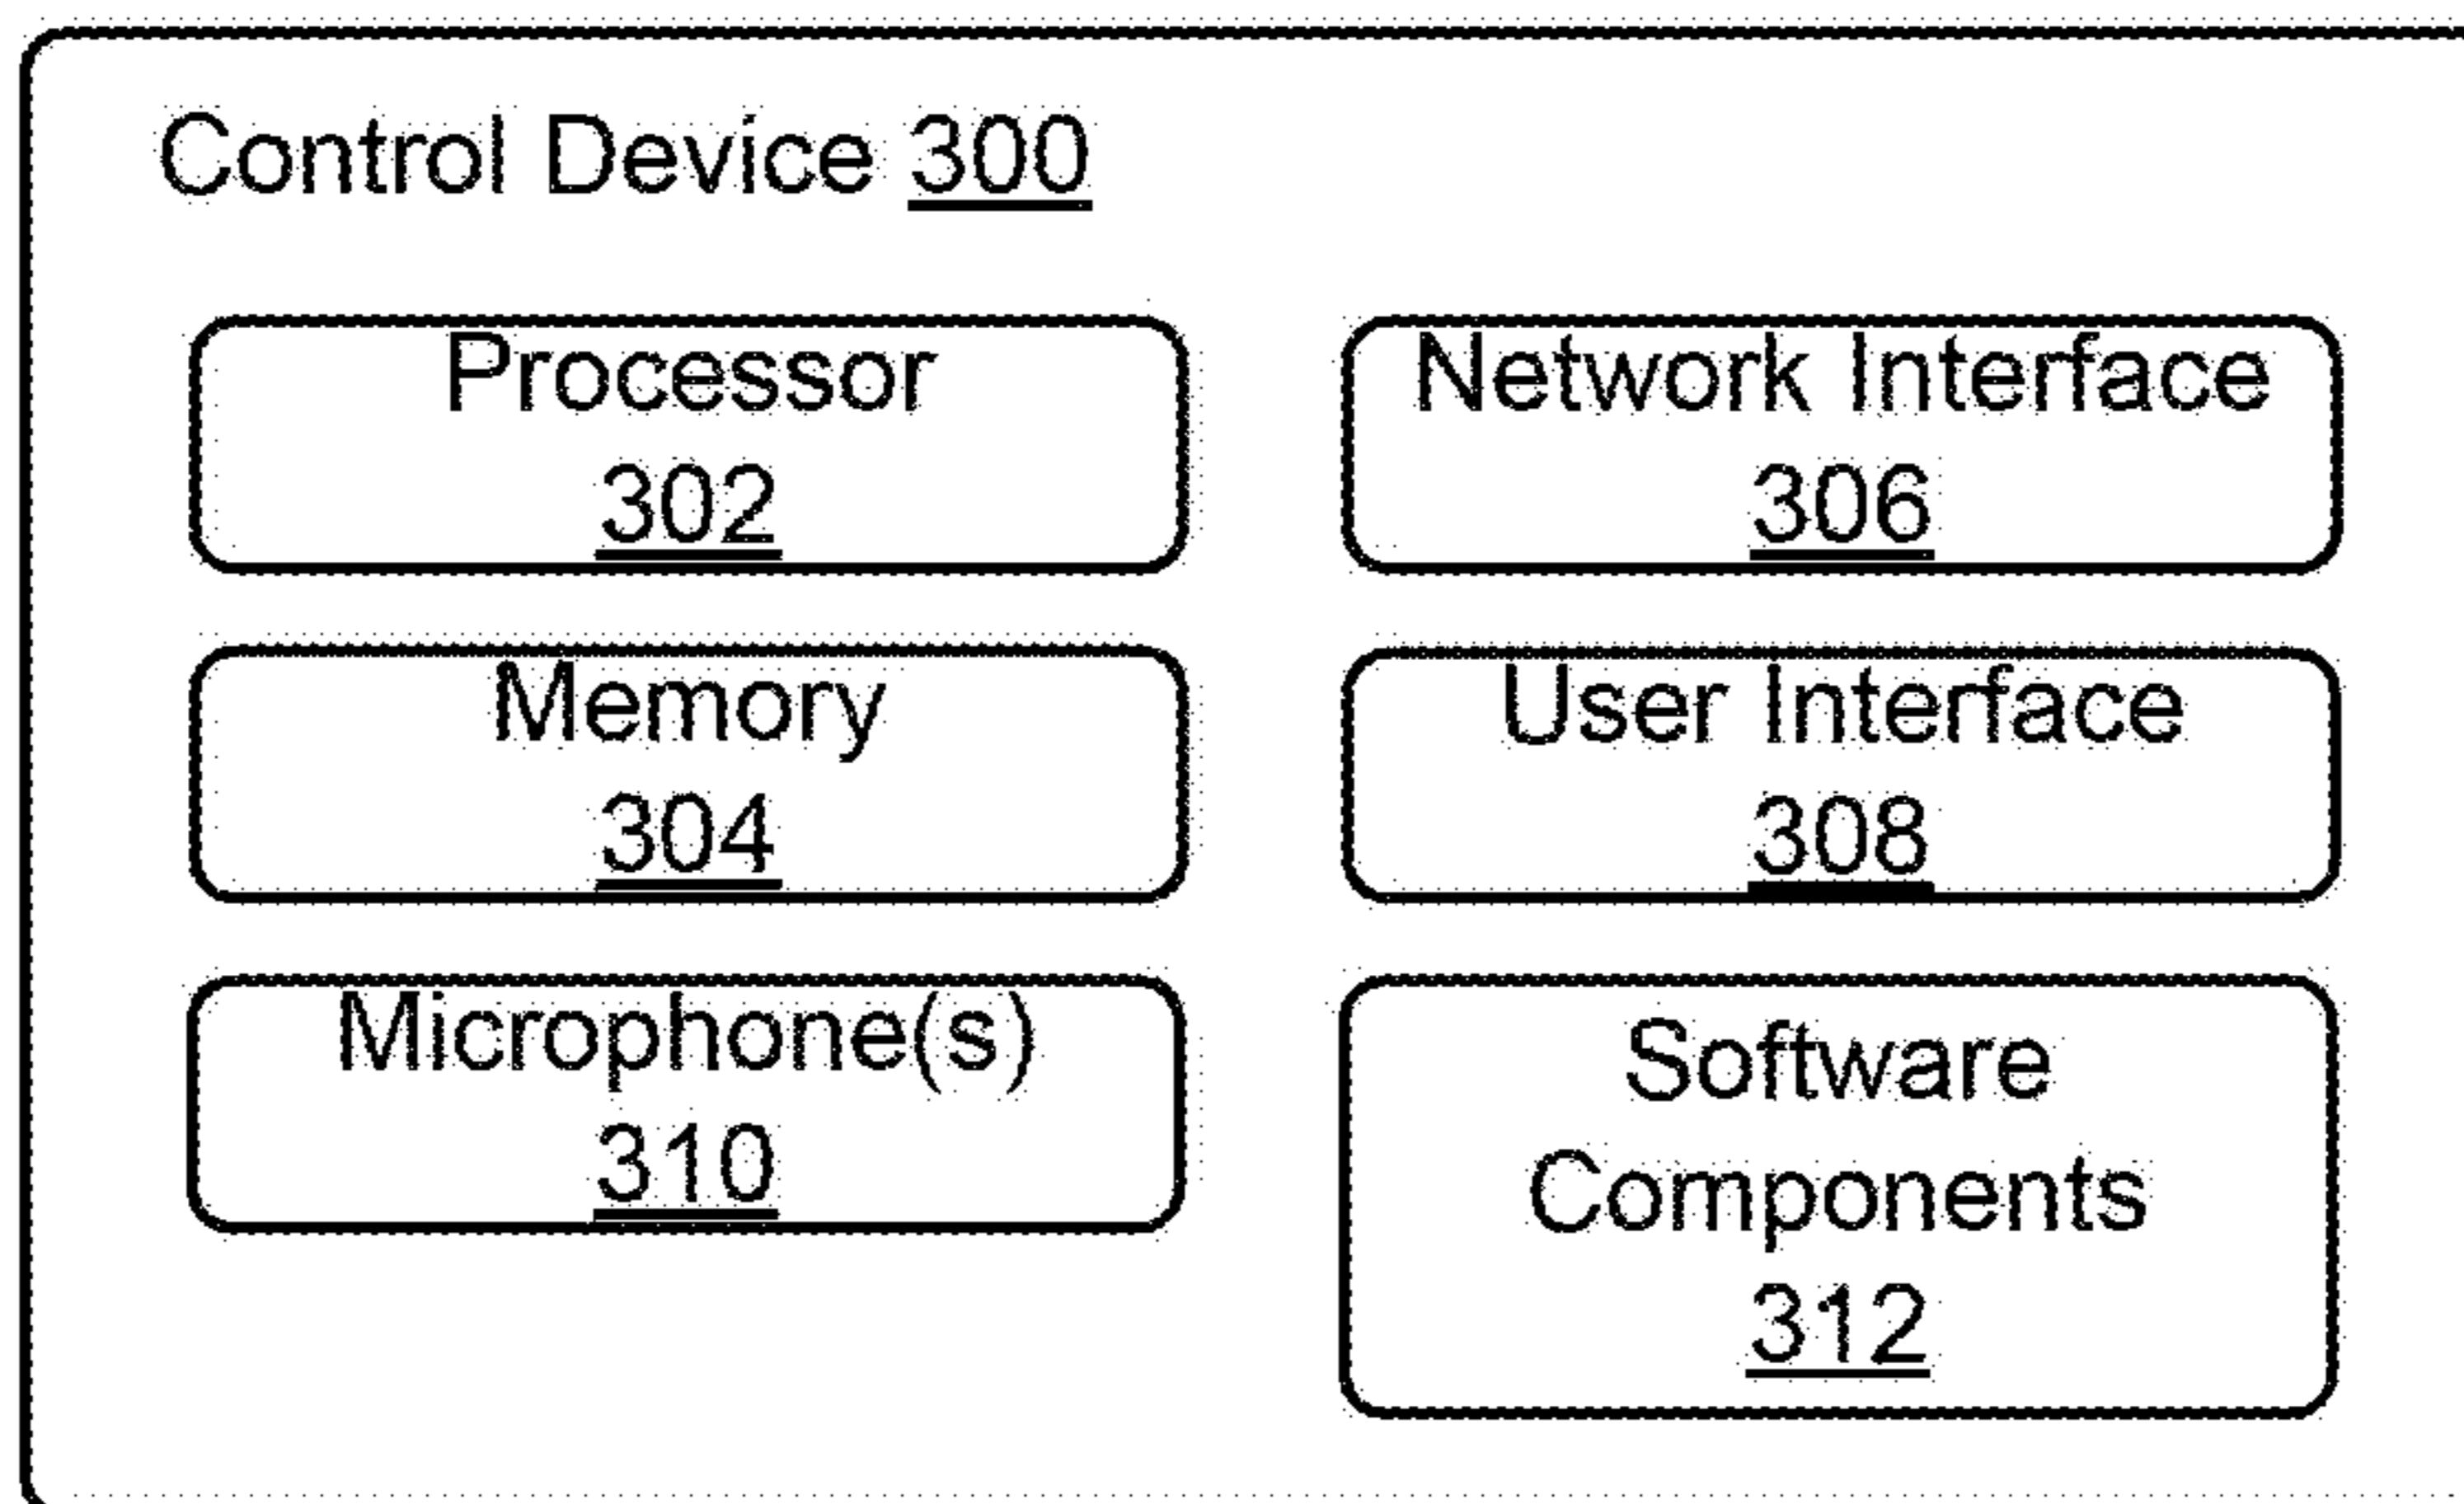 Control Device 300
Processor
302
Network Interface
306
Memory
304
User Interface
308
Microphone(s)
310
Software
Components
312